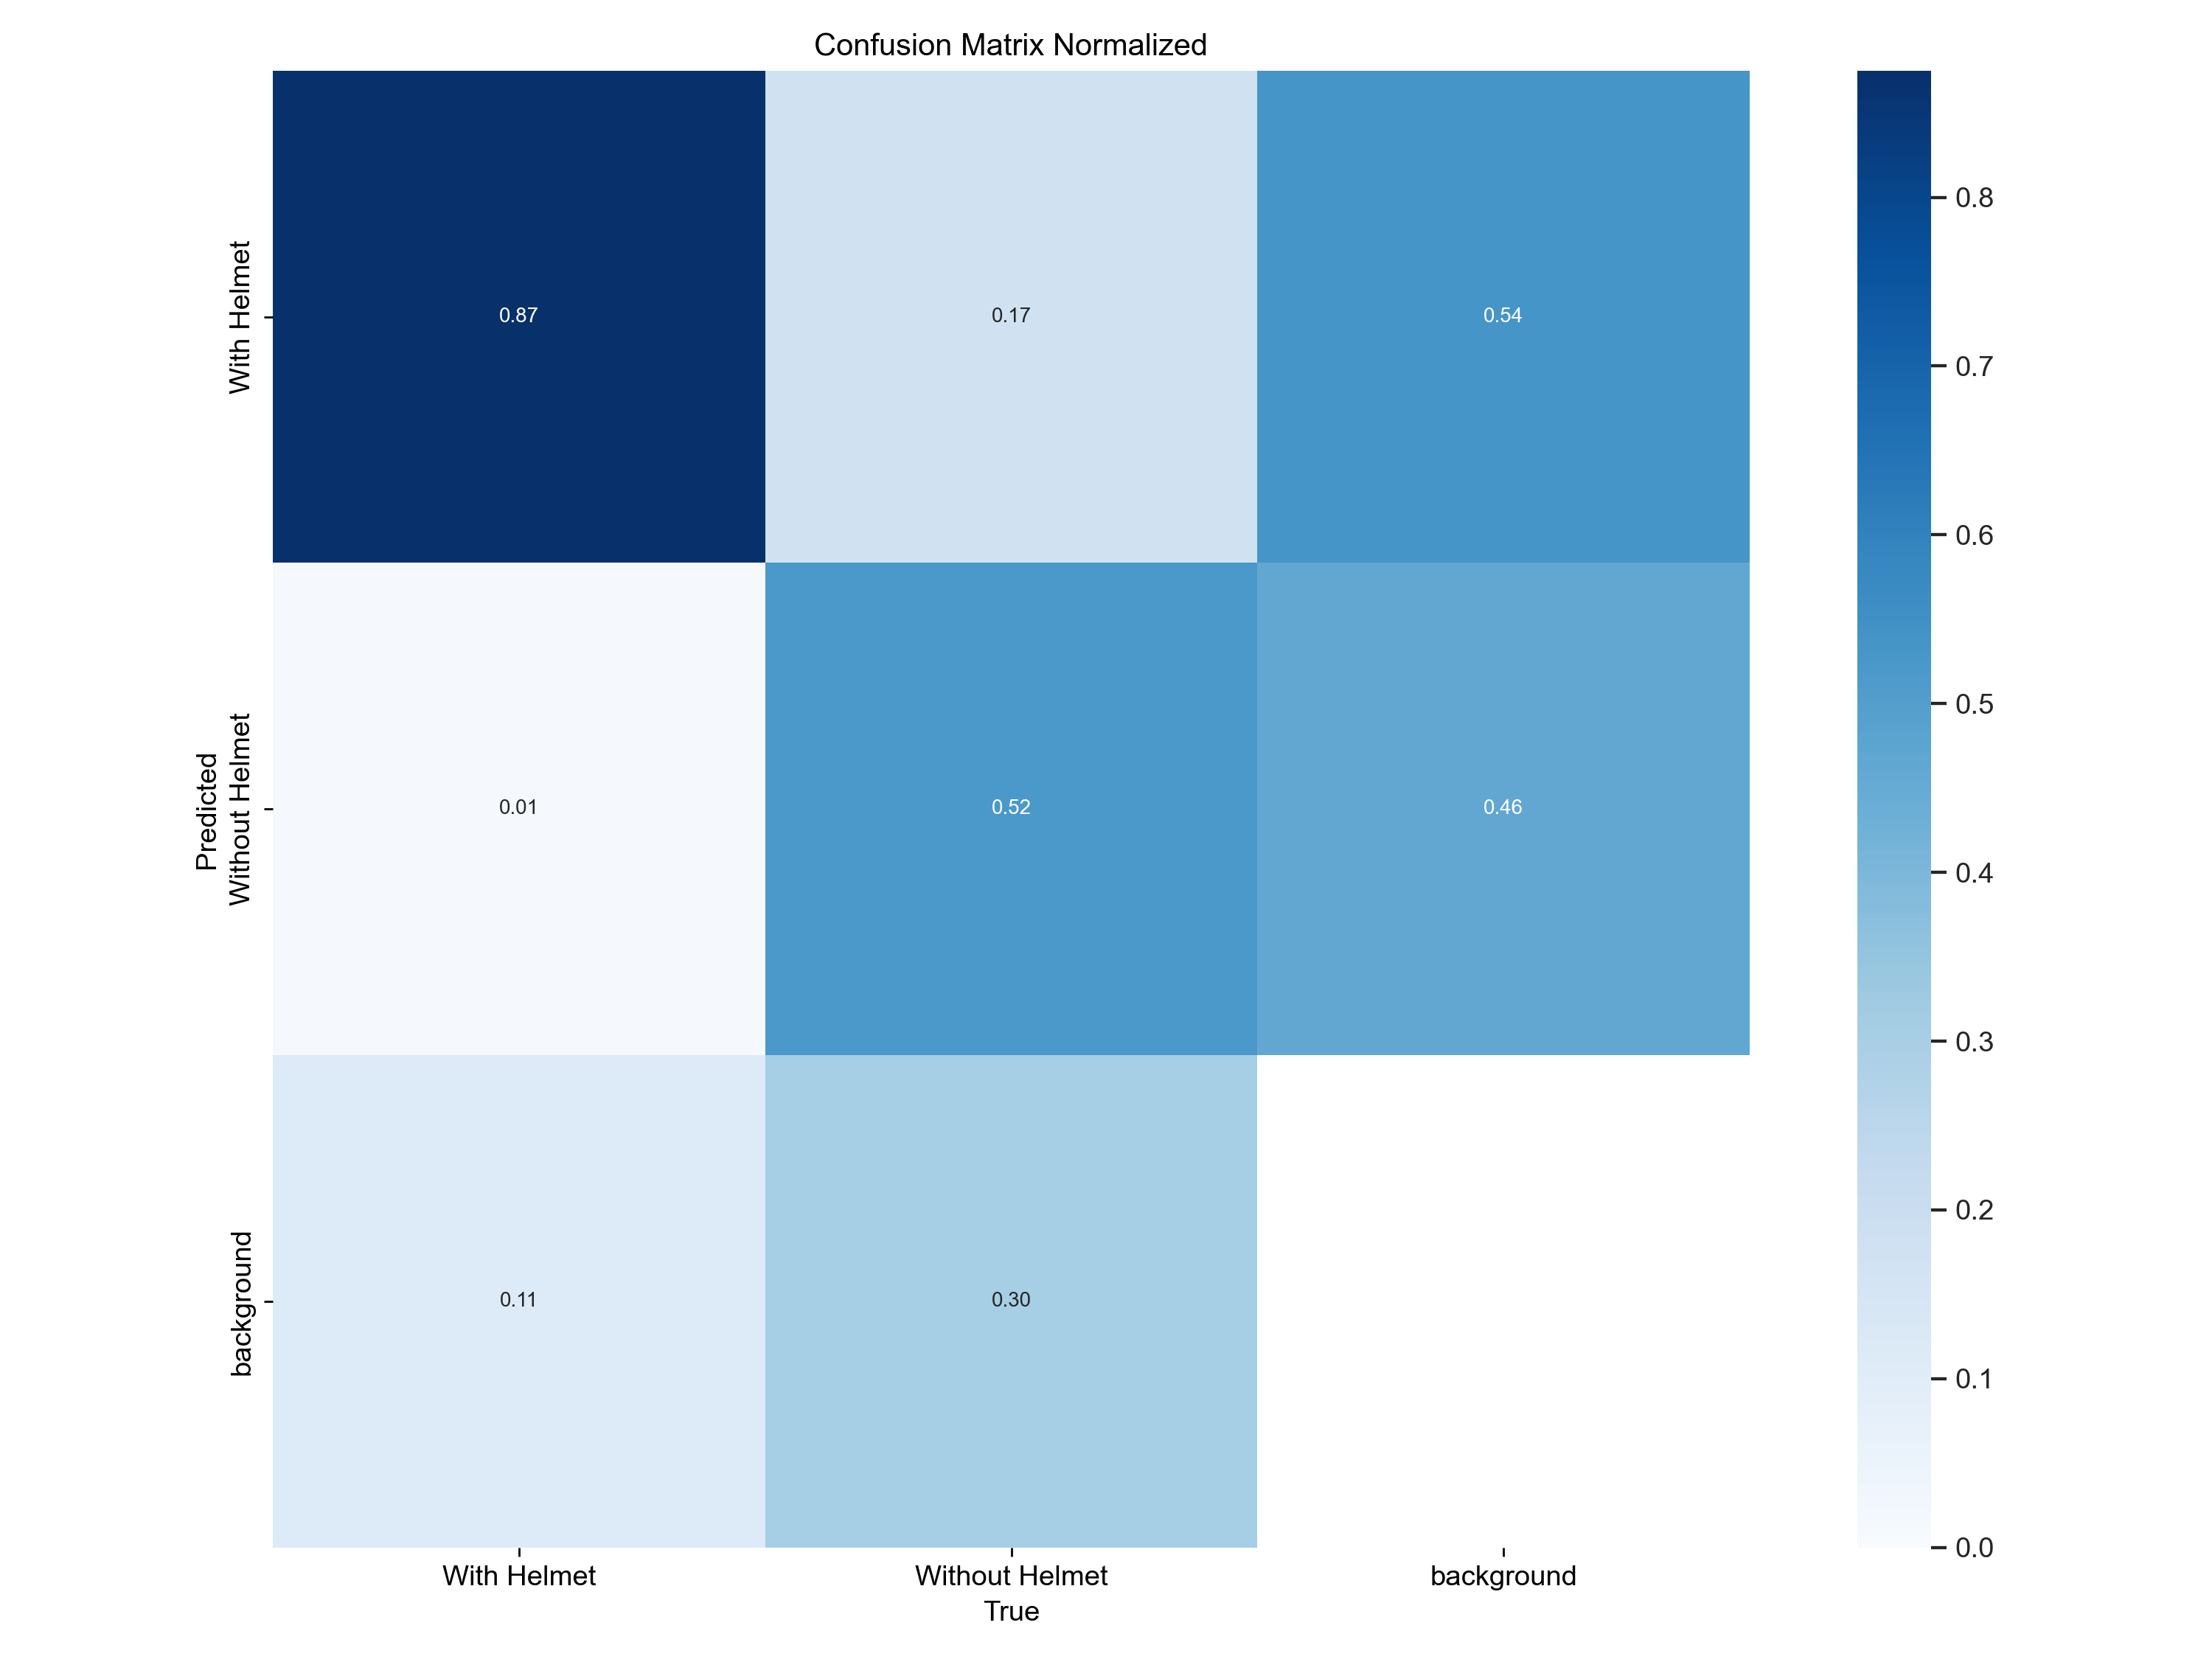 Confusion Matrix Normalized
With Helmet
0.87
0.17
0.54
Predicted
Without Helmet
0.01
0.52
0.46
background
0.11
0.30
With Helmet
Without Helmet
background
True
0.8
0.7
0.6
0.5
0.4
0.3
0.2
0.1
0.0